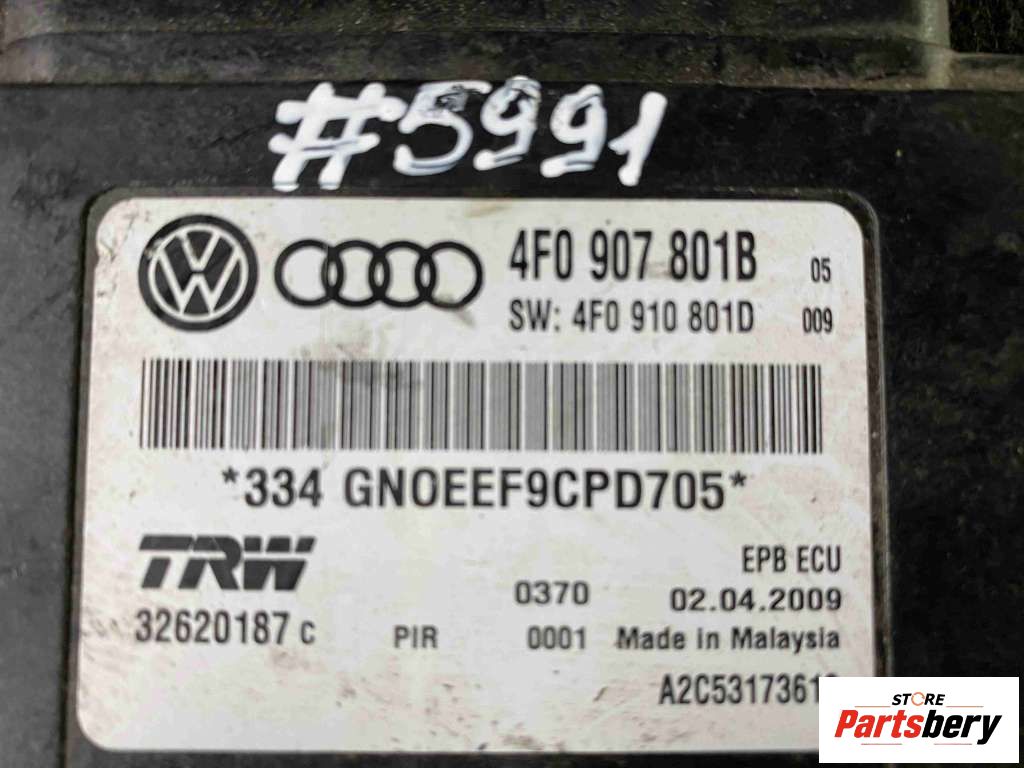 #5991
4F0 907 801B 05
SW: 4F0 910 801D 009
*334 GNOEEF9CPD705*
TRW
EPB ECU
0370 02.04.2009
32620187 c PIR 0001 Made in Malaysia
STORE
Partsbery